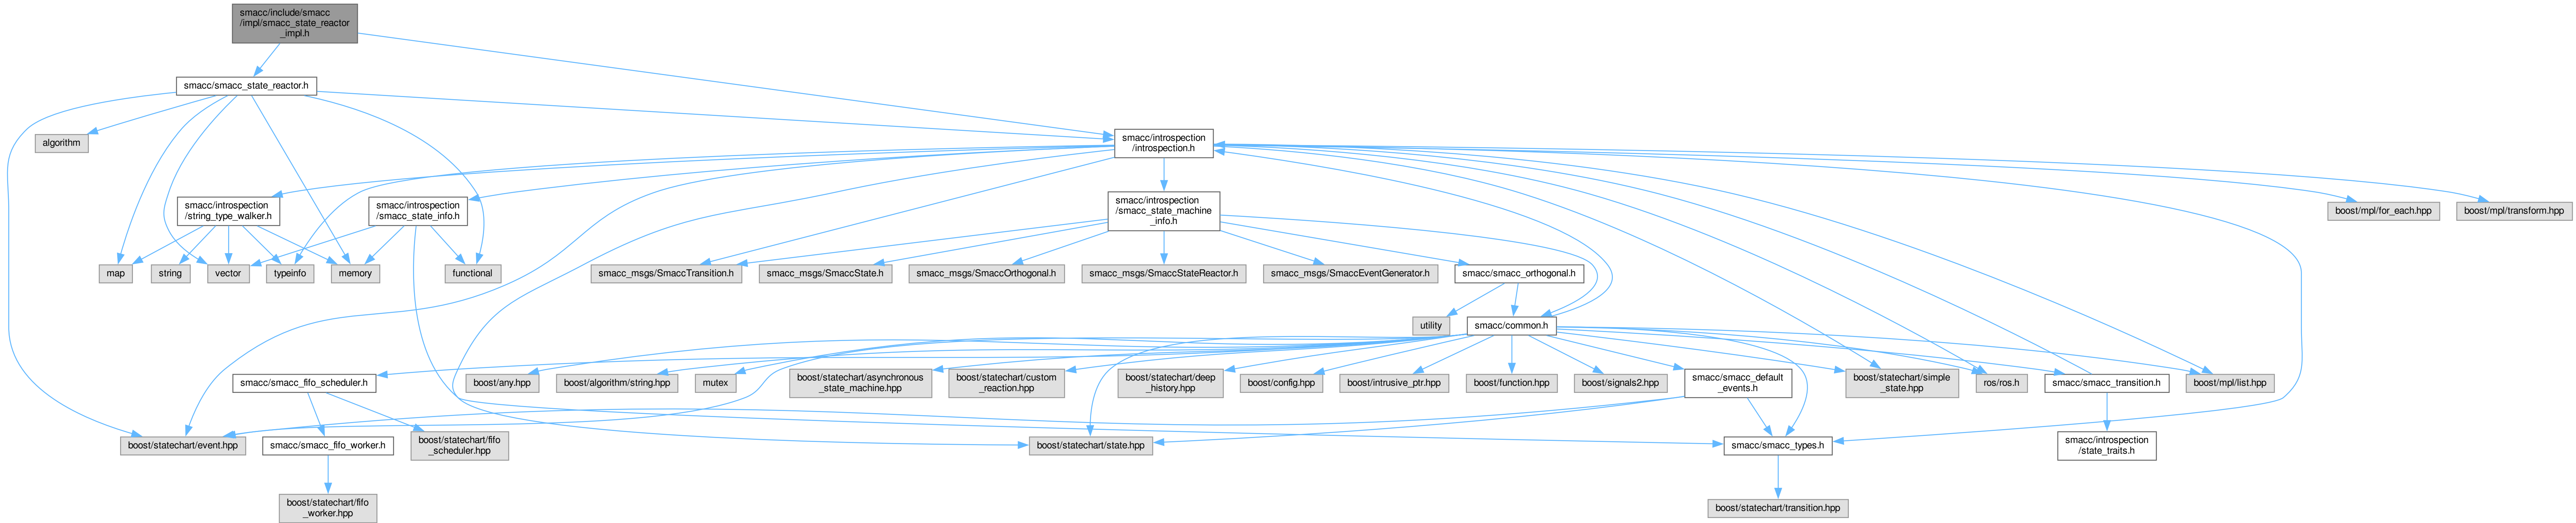 smacc/include/smacc
/impl/smacc_state_reactor
_impl.h
smacc/smacc_state_reactor.h
algorithm
smacc/introspection
/introspection.h
smacc/introspection
/string_type_walker.h
smacc/introspection
/smacc_state_info.h
smacc/introspection
/smacc_state_machine
_info.h
boost/mpl/for_each.hpp
boost/mpl/transform.hpp
map
string
vector
typeinfo
memory
functional
smacc_msgs/SmaccTransition.h
smacc_msgs/SmaccState.h
smacc_msgs/SmaccOrthogonal.h
smacc_msgs/SmaccStateReactor.h
smacc_msgs/SmaccEventGenerator.h
smacc/smacc_orthogonal.h
utility
smacc/common.h
smacc/smacc_fifo_scheduler.h
boost/any.hpp
boost/algorithm/string.hpp
mutex
boost/statechart/asynchronous
_state_machine.hpp
boost/statechart/custom
_reaction.hpp
boost/statechart/deep
_history.hpp
boost/config.hpp
boost/intrusive_ptr.hpp
boost/function.hpp
boost/signals2.hpp
smacc/smacc_default
_events.h
boost/statechart/simple
_state.hpp
ros/ros.h
smacc/smacc_transition.h
boost/mpl/list.hpp
boost/statechart/event.hpp
smacc/smacc_fifo_worker.h
boost/statechart/fifo
_scheduler.hpp
boost/statechart/state.hpp
smacc/smacc_types.h
smacc/introspection
/state_traits.h
boost/statechart/fifo
_worker.hpp
boost/statechart/transition.hpp